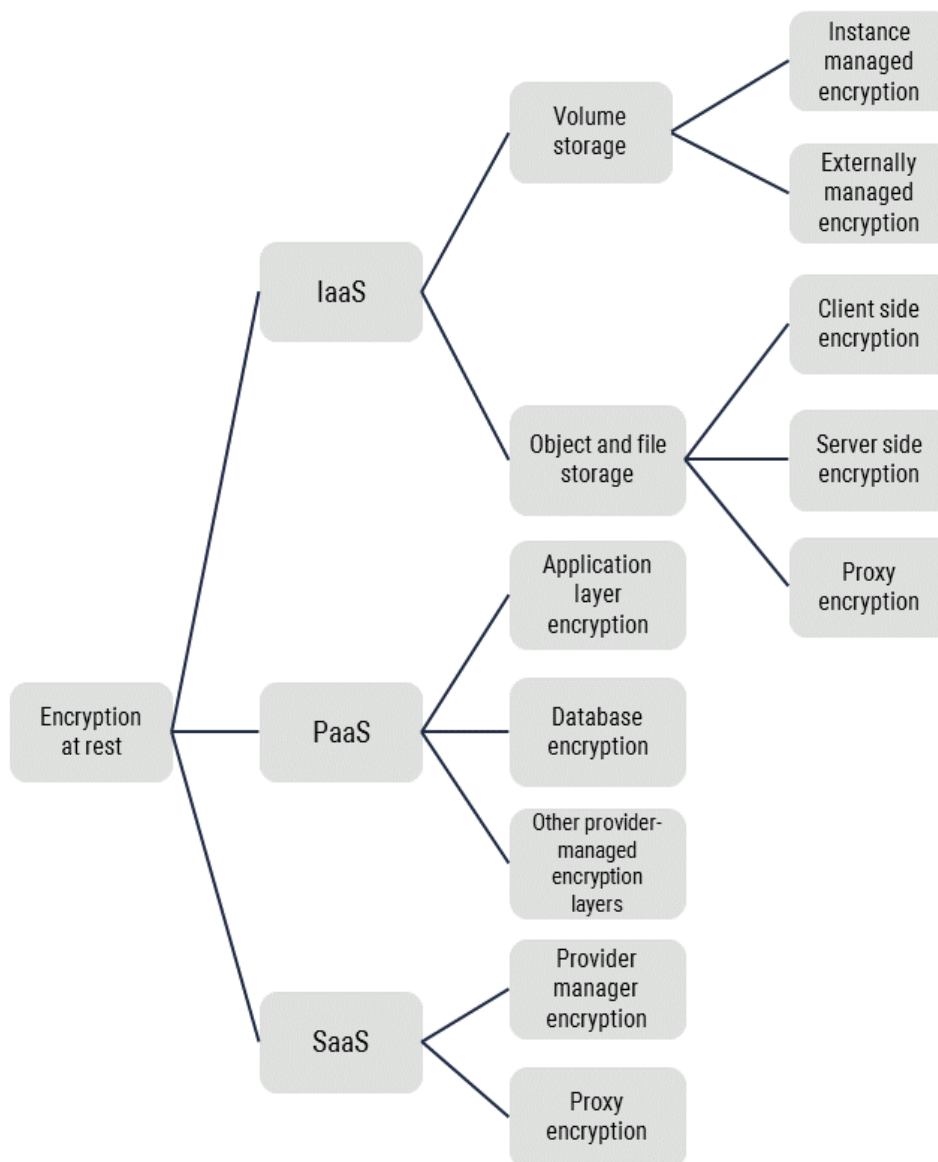 Instance
managed
encryption
Volume
storage
Externally
managed
encryption
IaaS
Client side
encryption
Object and file
storage
Server side
encryption
Proxy
encryption
Application
layer
encryption
Encryption
at rest
PaaS
Database
encryption
Other provider-
managed
encryption
layers
SaaS
Provider
manager
encryption
Proxy
encryption